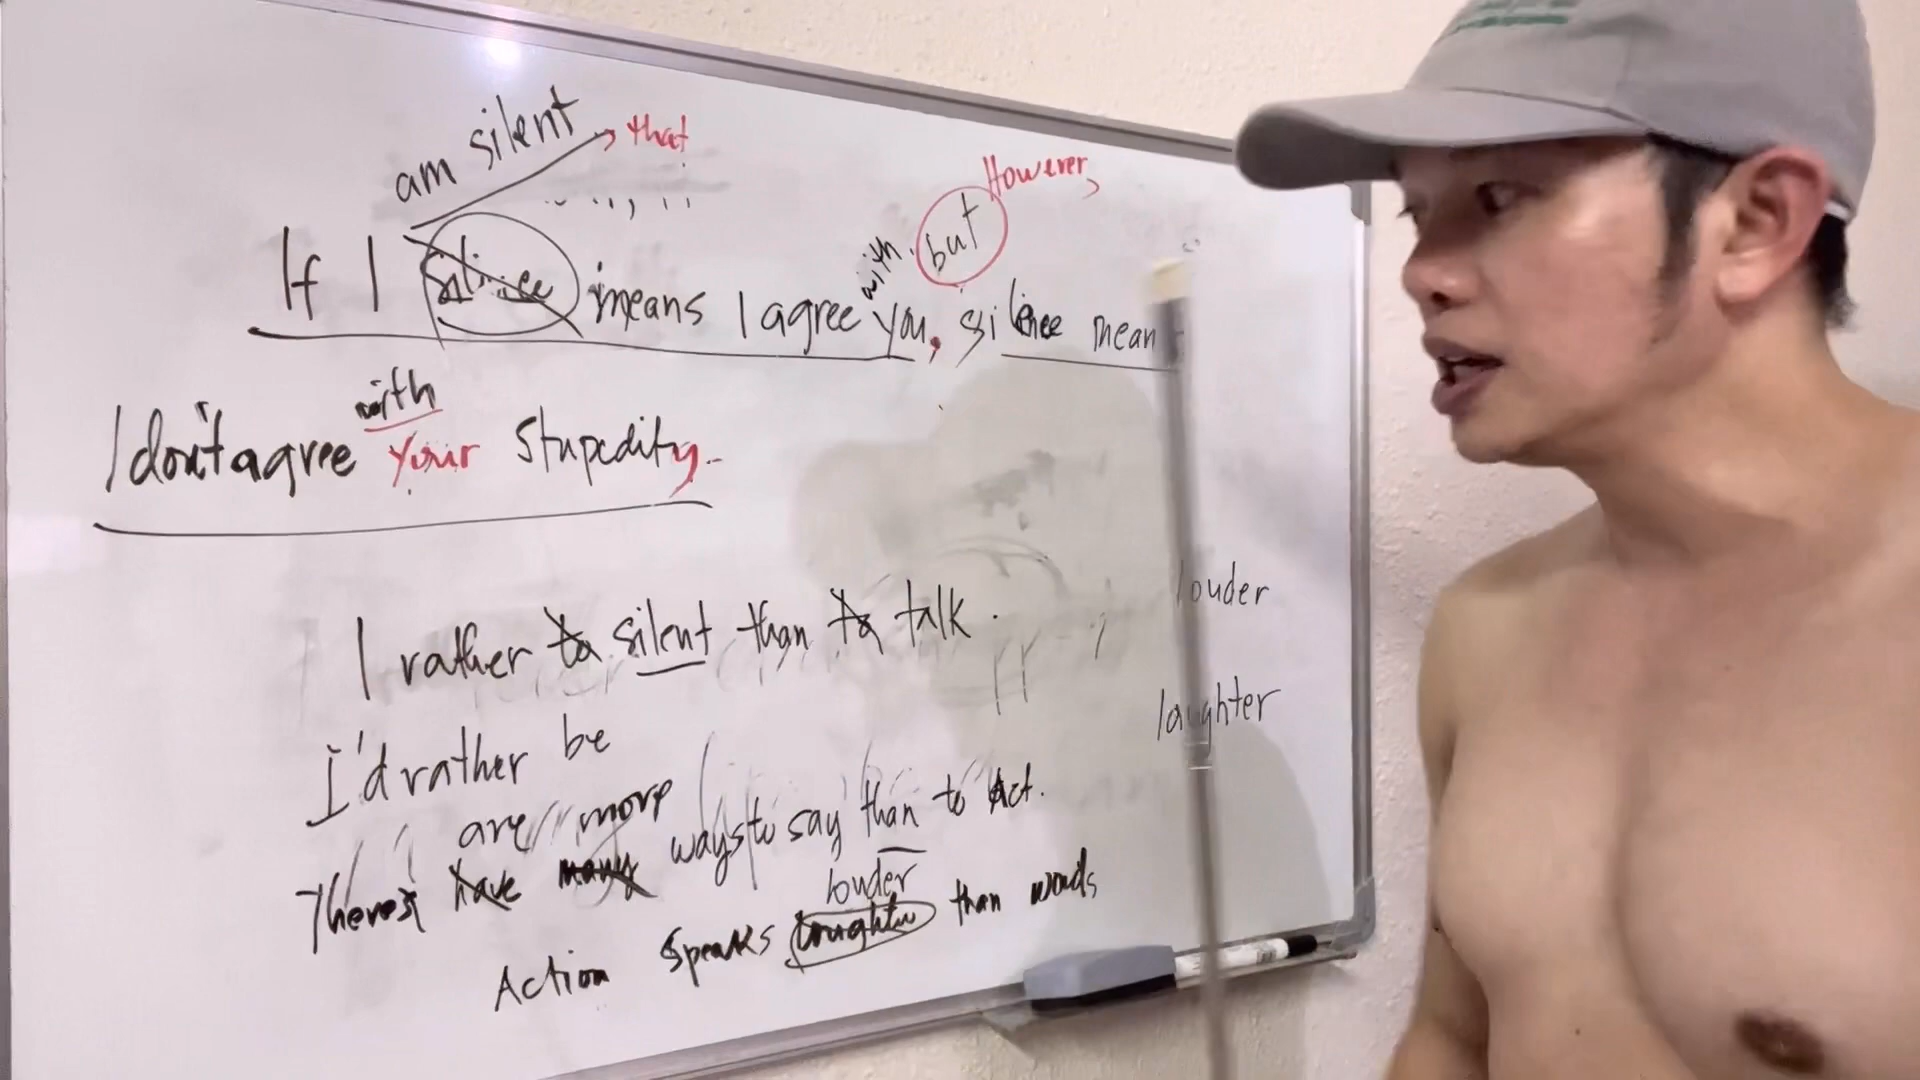 am silent that
However,
If I silince means I agree with you, but silence mean
I don't agree with your stupedity.
I rather to silent than to talk.
louder
I'd rather be
laughter
are more
There's have many ways to say than to Act.
louder
Action speaks than words